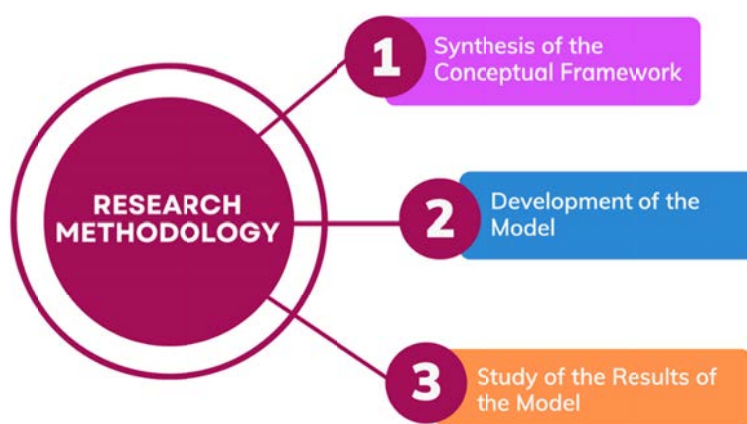 RESEARCH
METHODOLOGY
1
Synthesis of the
Conceptual Framework
2
Development of the
Model
3
Study of the Results of
the Model